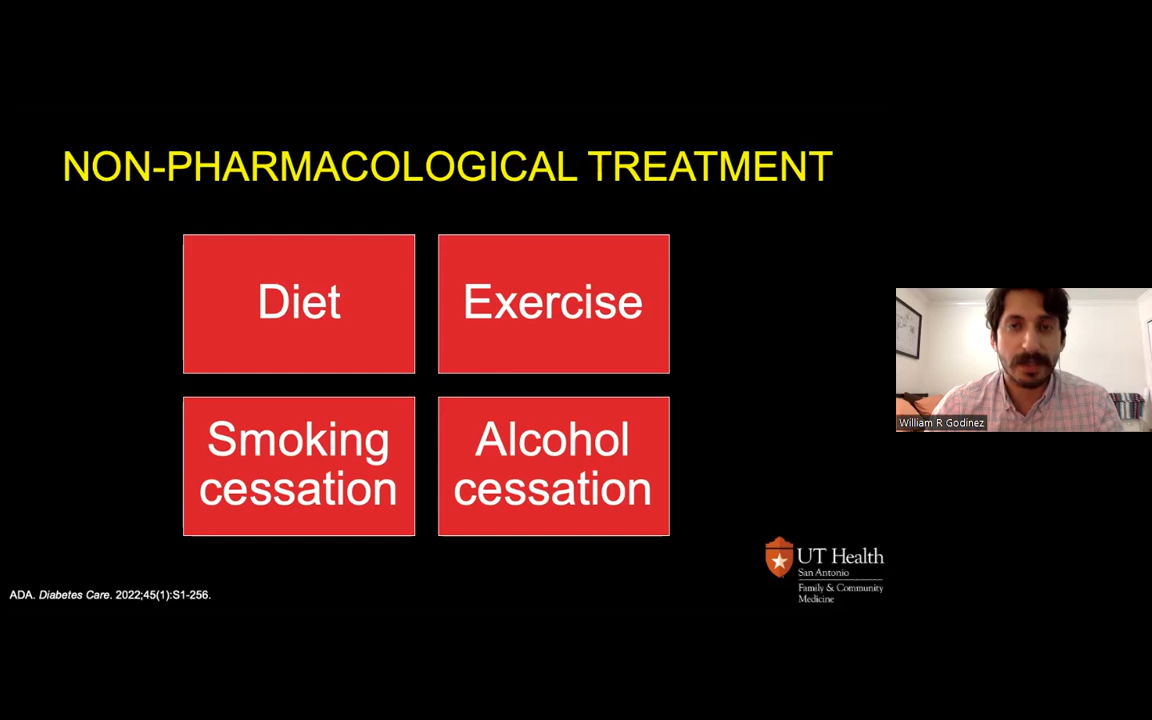 NON-PHARMACOLOGICAL TREATMENT
Diet
Exercise
Smoking
cessation
Alcohol
cessation
William R Godinez
UT Health
San Antonio
Family & Community
Medicine
ADA. Diabetes Care. 2022;45(1):S1-256.